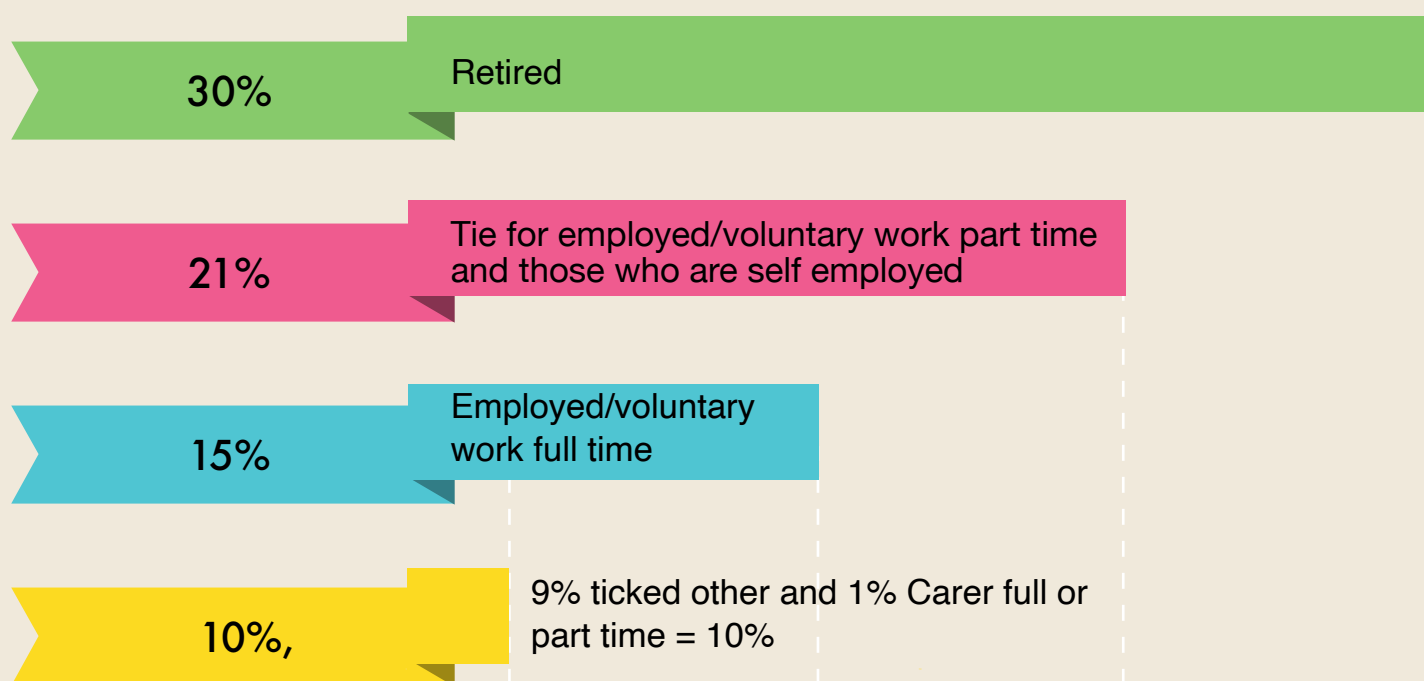 30%
Retired
21%
Tie for employed/voluntary work part time
and those who are self employed
15%
Employed/voluntary
work full time
10%,
9% ticked other and 1% Carer full or
part time = 10%